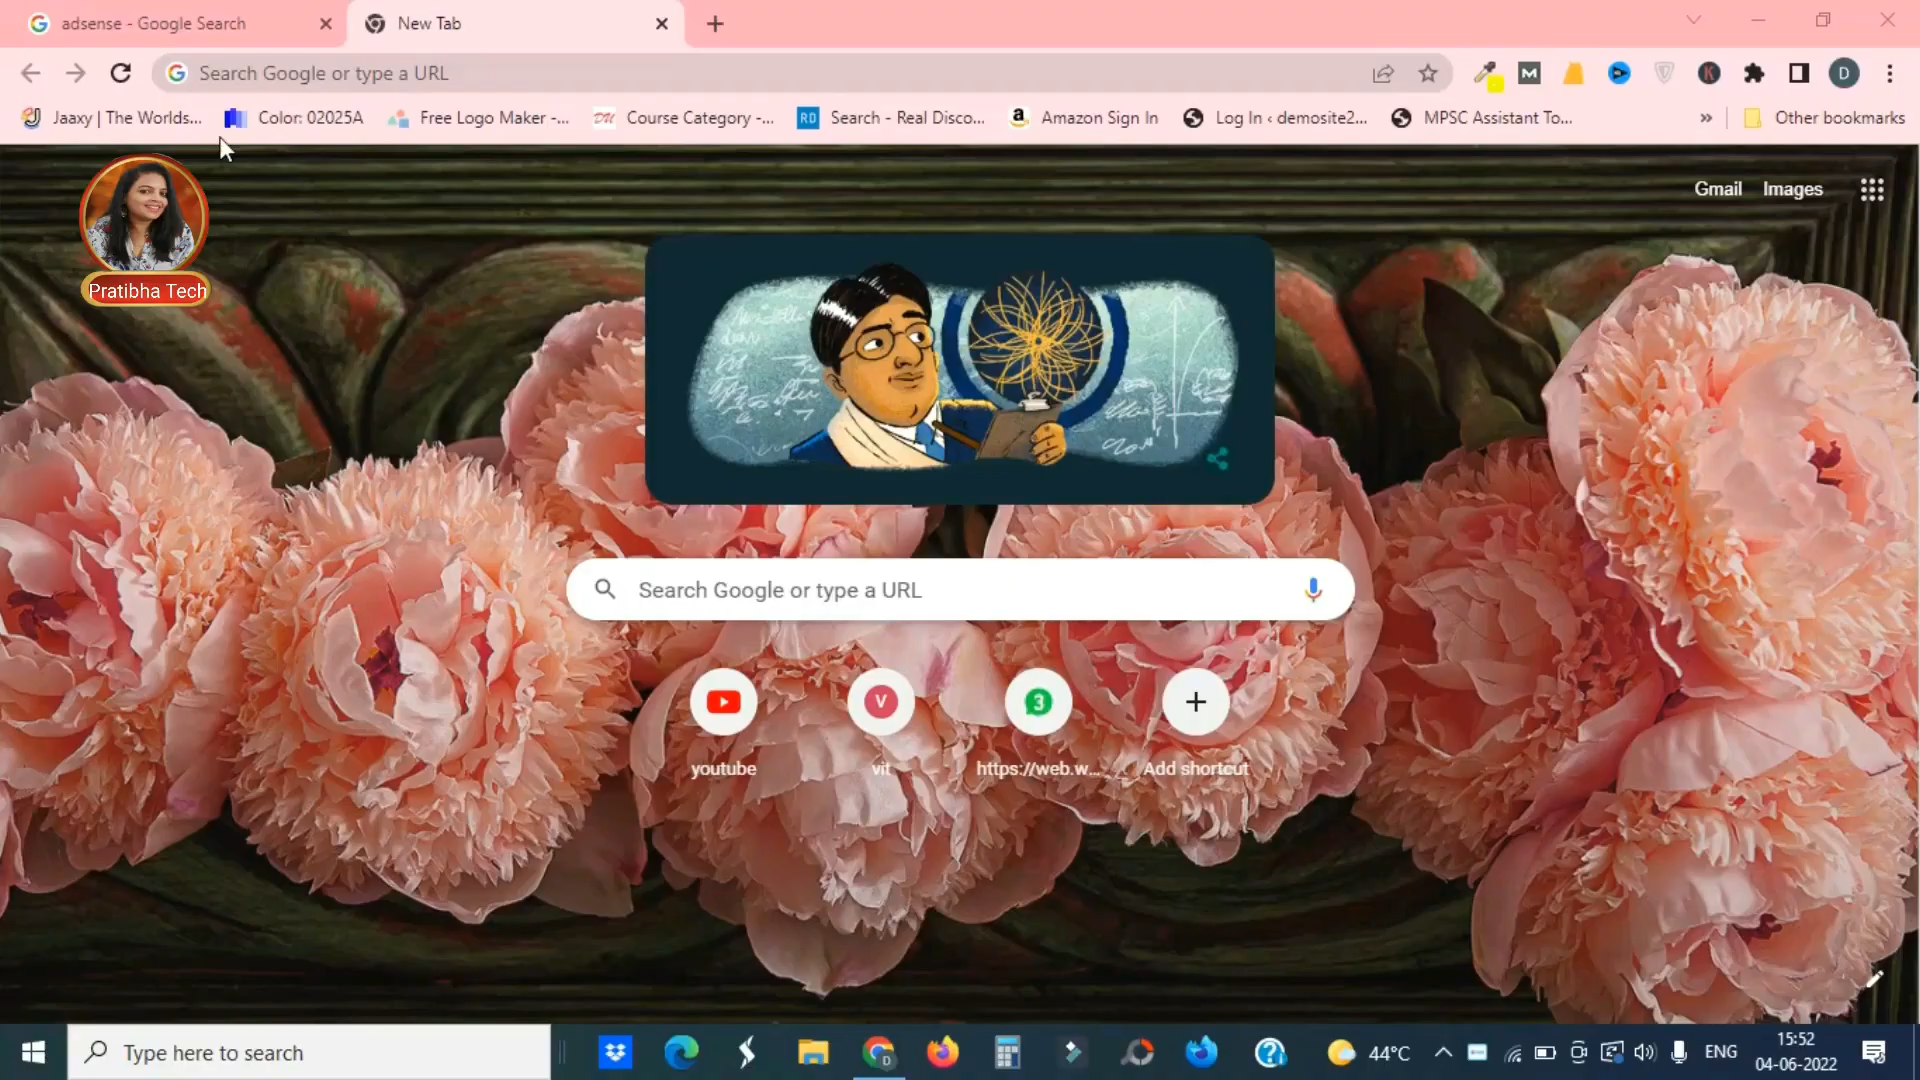 adsense - Google Search
New Tab
Search Google or type a URL
D
Jaaxy | The Worlds...
Color: 02025A
Free Logo Maker -...
DU Course Category -...
RD Search - Real Disco...
Amazon Sign In
Log In ‹ demosite2...
MPSC Assistant To...
»
Other bookmarks
Gmail
Images
Pratibha Tech
Search Google or type a URL
V
3
youtube
vit
https://web.w...
Add shortcut
Type here to search
44°C
ENG
15:52
04-06-2022